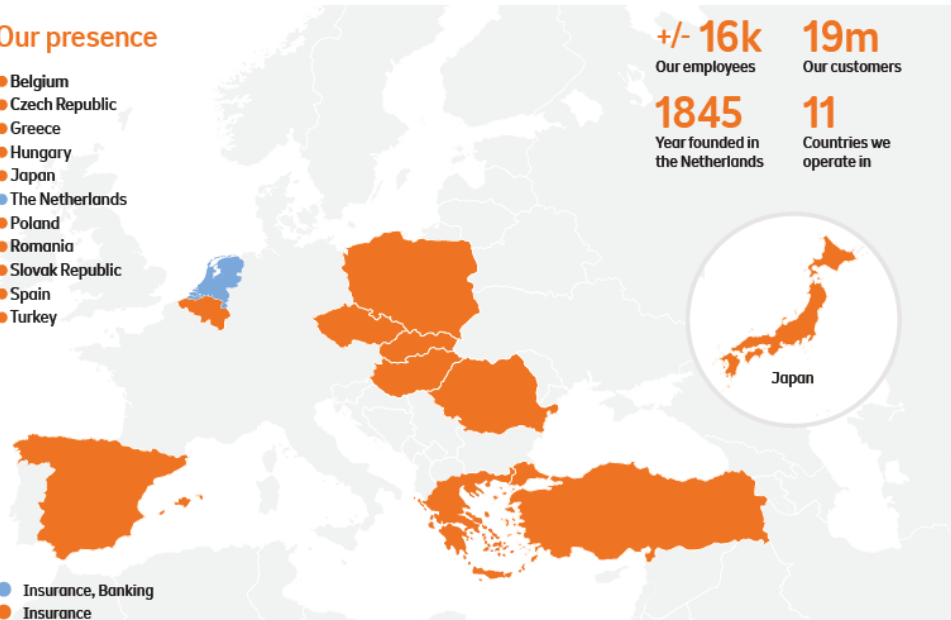 Our presence
Belgium
Czech Republic
Greece
Hungary
Japan
The Netherlands
Poland
Romania
Slovak Republic
Spain
Turkey
+/- 16k
Our employees
19m
Our customers
1845
Year founded in
the Netherlands
11
Countries we
operate in
Japan
Insurance, Banking
Insurance